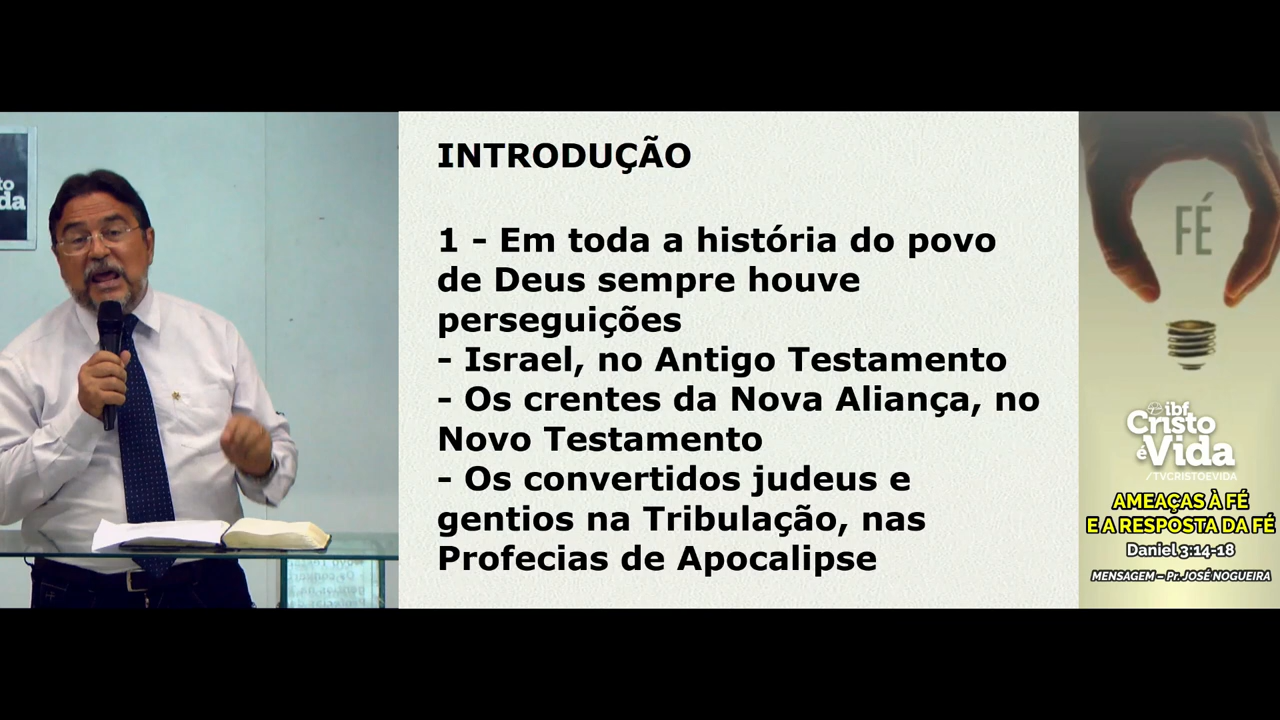 to
da
INTRODUÇÃO
1 - Em toda a história do povo
de Deus sempre houve
perseguições
- Israel, no Antigo Testamento
- Os crentes da Nova Aliança, no
Novo Testamento
- Os convertidos judeus e
gentios na Tribulação, nas
Profecias de Apocalipse
FÉ
ibf
Cristo
é Vida
/TVCRISTOEVIDA
AMEAÇAS À FÉ
E A RESPOSTA DA FÉ
Daniel 3:14-18
MENSAGEM – Pr. JOSÉ NOGUEIRA